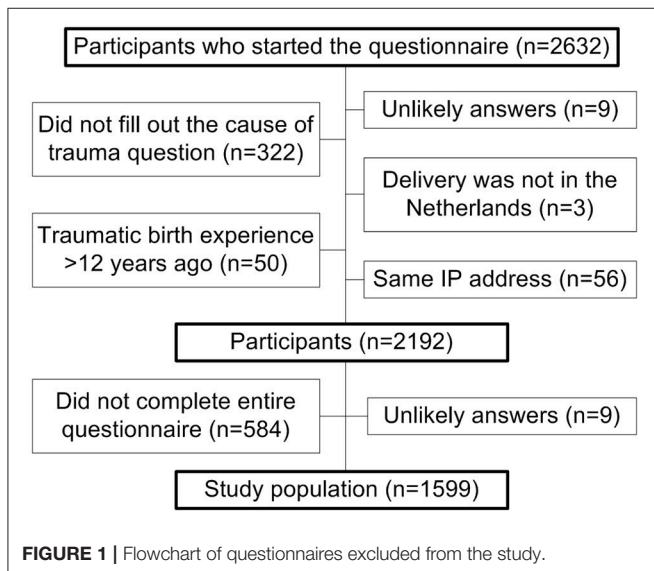 Participants who started the questionnaire (n=2632)
Unlikely answers (n=9)
Did not fill out the cause of
trauma question (n=322)
Delivery was not in the
Netherlands (n=3)
Traumatic birth experience
>12 years ago (n=50)
Same IP address (n=56)
Participants (n=2192)
Did not complete entire
questionnaire (n=584)
Unlikely answers (n=9)
Study population (n=1599)
FIGURE 1 | Flowchart of questionnaires excluded from the study.